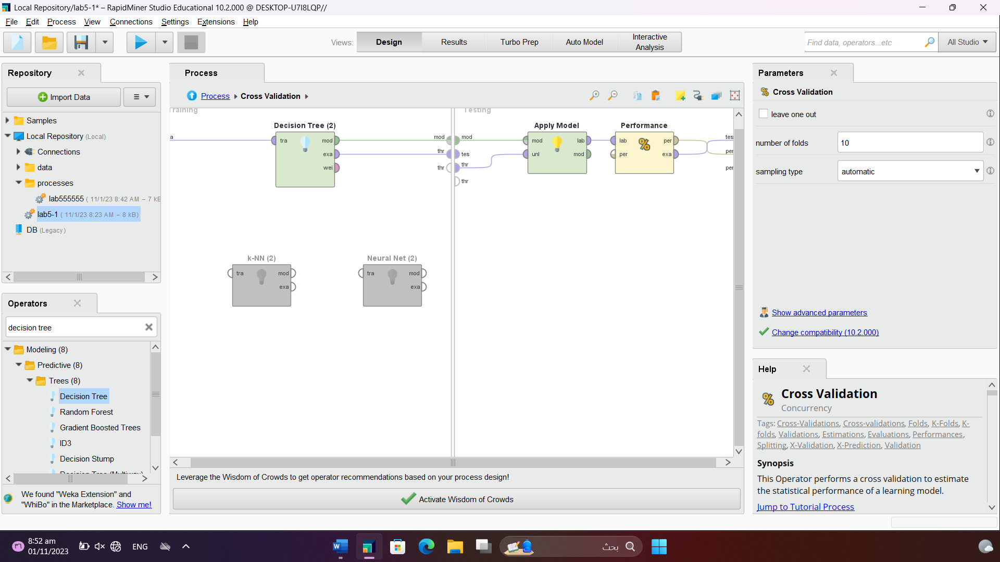 Local Repository/lab5-1* – RapidMiner Studio Educational 10.2.000 @ DESKTOP-U7I8LQP//
File Edit Process View Connections Settings Extensions Help
Views: Design Results Turbo Prep Auto Model Interactive Analysis
Find data, operators...etc
All Studio
Repository
Import Data
Samples
Local Repository (Local)
Connections
data
processes
lab555555 ( 11/1/23 8:42 AM – 7 kE
lab5-1 ( 11/1/23 8:23 AM – 8 kB)
DB (Legacy)
Operators
decision tree
Modeling (8)
Predictive (8)
Trees (8)
Decision Tree
Random Forest
Gradient Boosted Trees
ID3
Decision Stump
Decision Tree (Multiway)
We found "Weka Extension" and
"WhiBo" in the Marketplace. Show me!
Process
Process Cross Validation
Training
Testing
Decision Tree (2)
a
tra mod
exa
wei
mod mod
thr tes
thr thr
thr
Apply Model
mod lab
unl mod
Performance
lab per
per exa
tes
per
per
k-NN (2)
tra mod
exa
Neural Net (2)
tra mod
exa
Leverage the Wisdom of Crowds to get operator recommendations based on your process design!
Activate Wisdom of Crowds
Parameters
% Cross Validation
leave one out
number of folds 10
sampling type automatic
Show advanced parameters
Change compatibility (10.2.000)
Help
% Cross Validation
Concurrency
Tags: Cross-Validations, Cross-validations, Folds, K-Folds, K-
folds, Validations, Estimations, Evaluations, Performances,
Splitting, X-Validation, X-Prediction, Validation
Synopsis
This Operator performs a cross validation to estimate
the statistical performance of a learning model.
Jump to Tutorial Process
8:52 am
01/11/2023
ENG
بحث